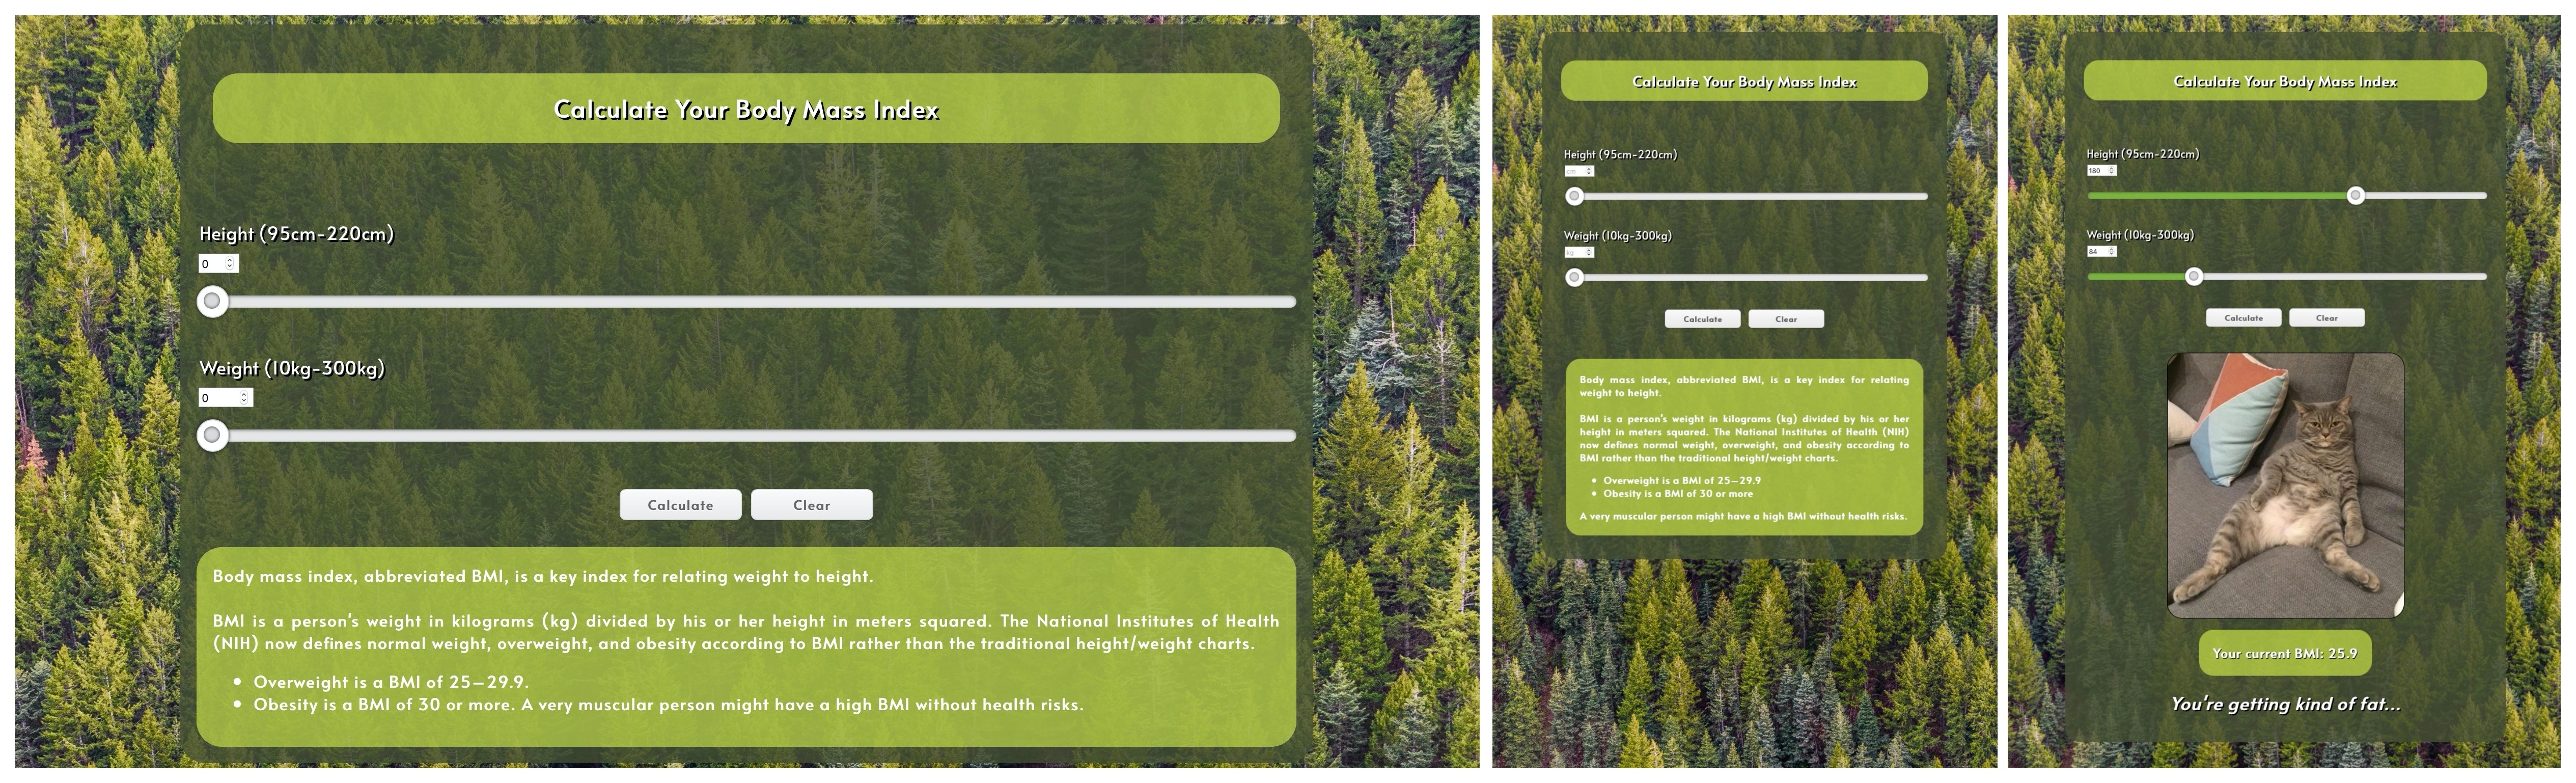 Calculate Your Body Mass Index
Height (95cm-220cm)
0
Weight (10kg-300kg)
0
Calculate Clear
Body mass index, abbreviated BMI, is a key index for relating weight to height.
BMI is a person's weight in kilograms (kg) divided by his or her height in meters squared. The National Institutes of Health
(NIH) now defines normal weight, overweight, and obesity according to BMI rather than the traditional height/weight charts.
• Overweight is a BMI of 25–29.9.
• Obesity is a BMI of 30 or more. A very muscular person might have a high BMI without health risks.
Calculate Your Body Mass Index
Height (95cm-220cm)
cm
Weight (10kg-300kg)
kg
Calculate Clear
Body mass index, abbreviated BMI, is a key index for relating
weight to height.
BMI is a person's weight in kilograms (kg) divided by his or her
height in meters squared. The National Institutes of Health (NIH)
now defines normal weight, overweight, and obesity according to
BMI rather than the traditional height/weight charts.
• Overweight is a BMI of 25–29.9
• Obesity is a BMI of 30 or more
A very muscular person might have a high BMI without health risks.
Calculate Your Body Mass Index
Height (95cm-220cm)
180
Weight (10kg-300kg)
84
Calculate Clear
Your current BMI: 25.9
You're getting kind of fat...